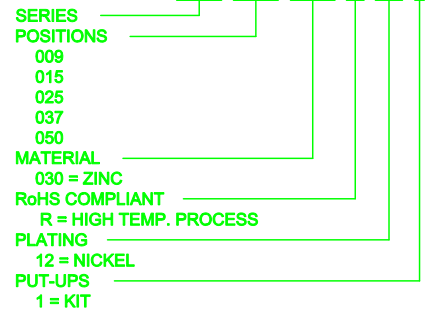 SERIES
POSITIONS
009
015
025
037
050
MATERIAL
030 = ZINC
RoHS COMPLIANT
R = HIGH TEMP. PROCESS
PLATING
12 = NICKEL
PUT-UPS
1 = KIT